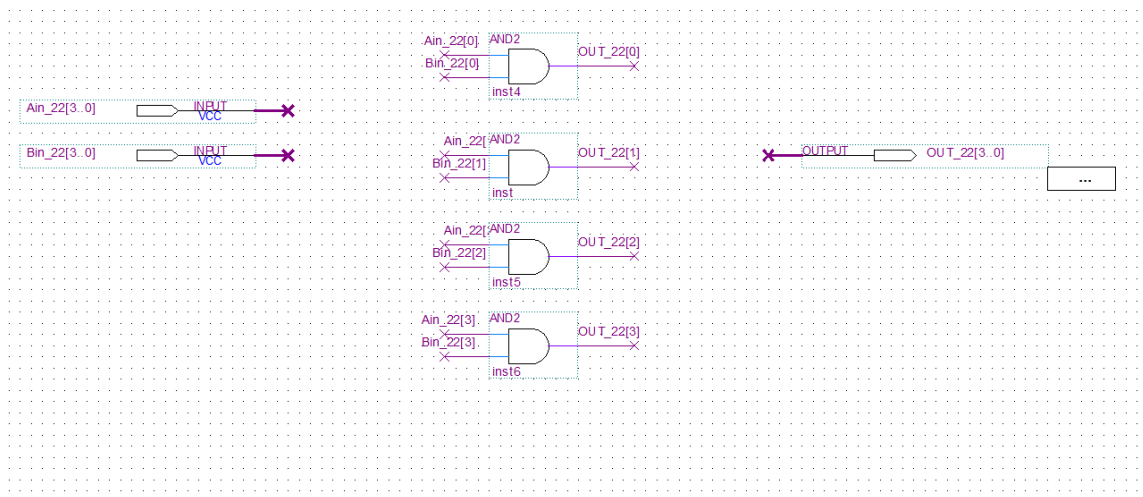 Ain_22[0]
AND2
OUT_22[0]
Bin_22[0]
inst4
Ain_22[3..0]
INPUT
VCC
Bin_22[3..0]
INPUT
VCC
Ain_22[
AND2
OUT_22[1]
Bin_22[1]
inst
OUTPUT
OUT_22[3..0]
...
Ain_22[
AND2
OUT_22[2]
Bin_22[2]
inst5
Ain_22[3]
AND2
OUT_22[3]
Bin_22[3]
inst6